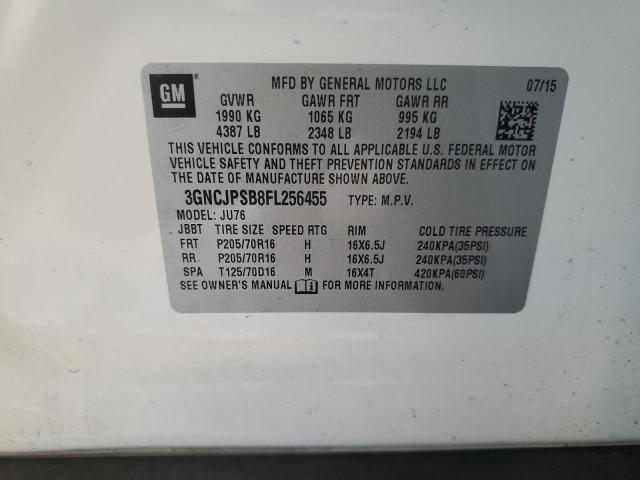 GM
MFD BY GENERAL MOTORS LLC 07/15
GVWR GAWR FRT GAWR RR
1990 KG 1065 KG 995 KG
4387 LB 2348 LB 2194 LB
THIS VEHICLE CONFORMS TO ALL APPLICABLE U.S. FEDERAL MOTOR
VEHICLE SAFETY AND THEFT PREVENTION STANDARDS IN EFFECT ON
THE DATE OF MANUFACTURE SHOWN ABOVE.
3GNCJPSB8FL256455 TYPE: M.P.V.
MODEL: JU76
JBBT TIRE SIZE SPEED RTG RIM COLD TIRE PRESSURE
FRT P205/70R16 H 16X6.5J 240KPA(35PSI)
RR P205/70R16 H 16X6.5J 240KPA(35PSI)
SPA T125/70D16 M 16X4T 420KPA(60PSI)
SEE OWNER'S MANUAL FOR MORE INFORMATION.